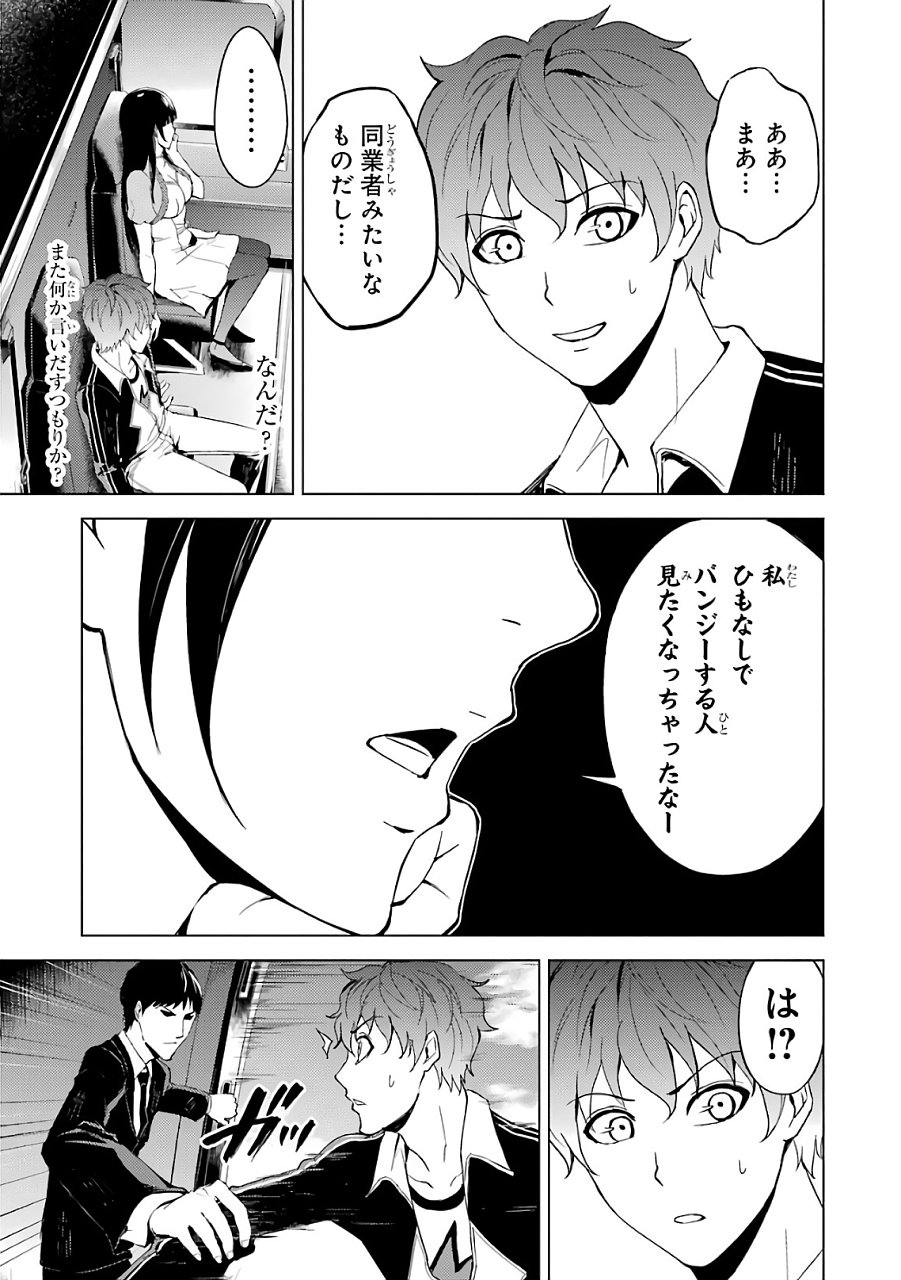 ああ…
まあ…
同業者みたいな
ものだし…
………
なんだ?
また何か言いだすつもりか?
私
ひもなしで
バンジーする人
見たくなっちゃったなー
は!?
ガッ